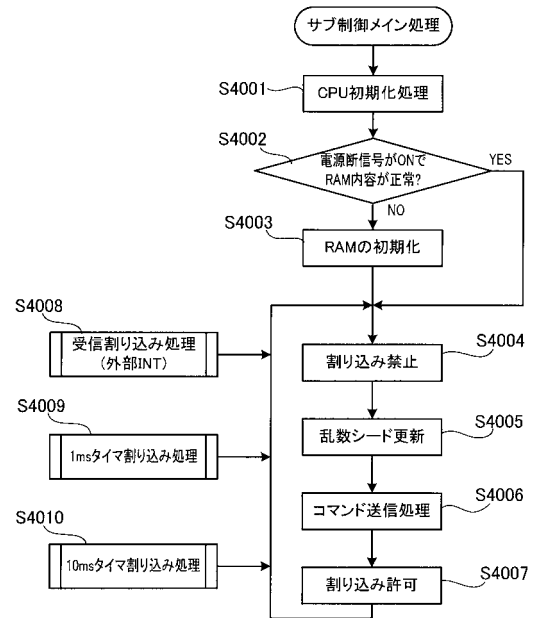 サブ制御メイン処理
S4001
CPU初期化処理
S4002
電源断信号がONで
RAM内容が正常?
YES
NO
S4003
RAMの初期化
S4008
受信割り込み処理
(外部INT)
S4004
割り込み禁止
S4009
1msタイマ割り込み処理
S4005
乱数シード更新
S4006
コマンド送信処理
S4010
10msタイマ割り込み処理
S4007
割り込み許可